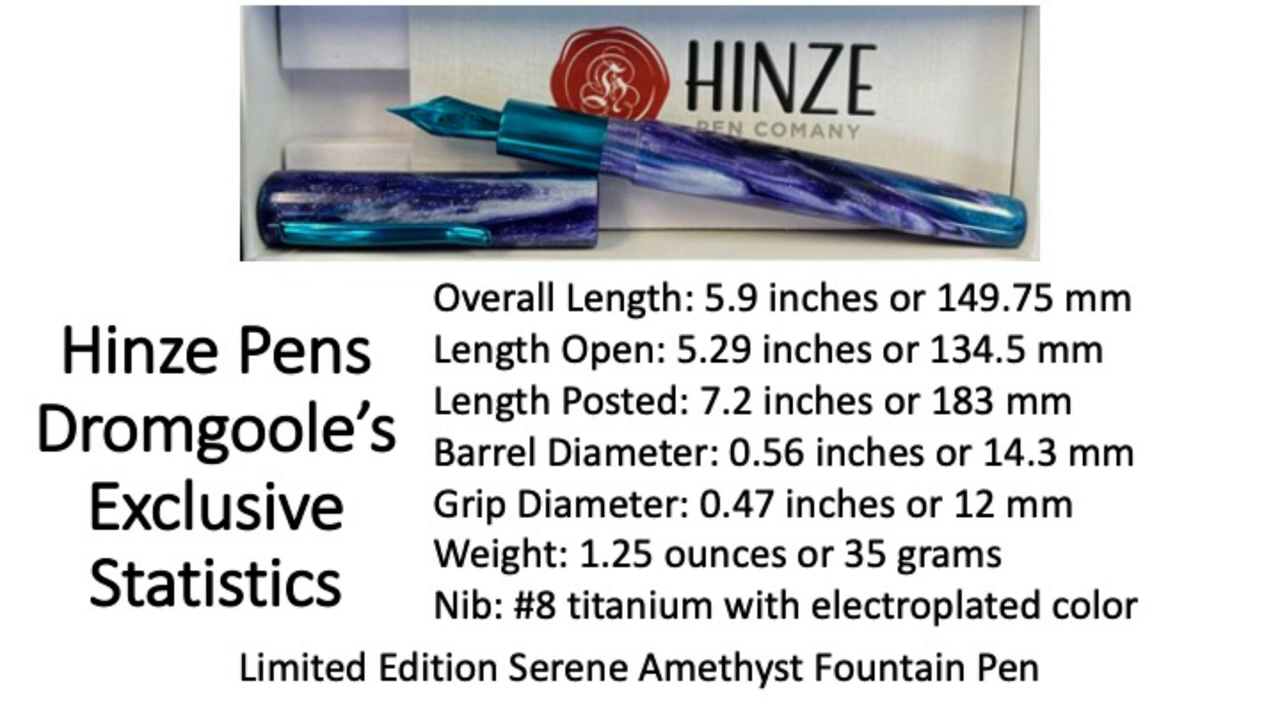 HINZE
PEN COMANY
Hinze Pens
Dromgoole’s
Exclusive
Statistics
Overall Length: 5.9 inches or 149.75 mm
Length Open: 5.29 inches or 134.5 mm
Length Posted: 7.2 inches or 183 mm
Barrel Diameter: 0.56 inches or 14.3 mm
Grip Diameter: 0.47 inches or 12 mm
Weight: 1.25 ounces or 35 grams
Nib: #8 titanium with electroplated color
Limited Edition Serene Amethyst Fountain Pen